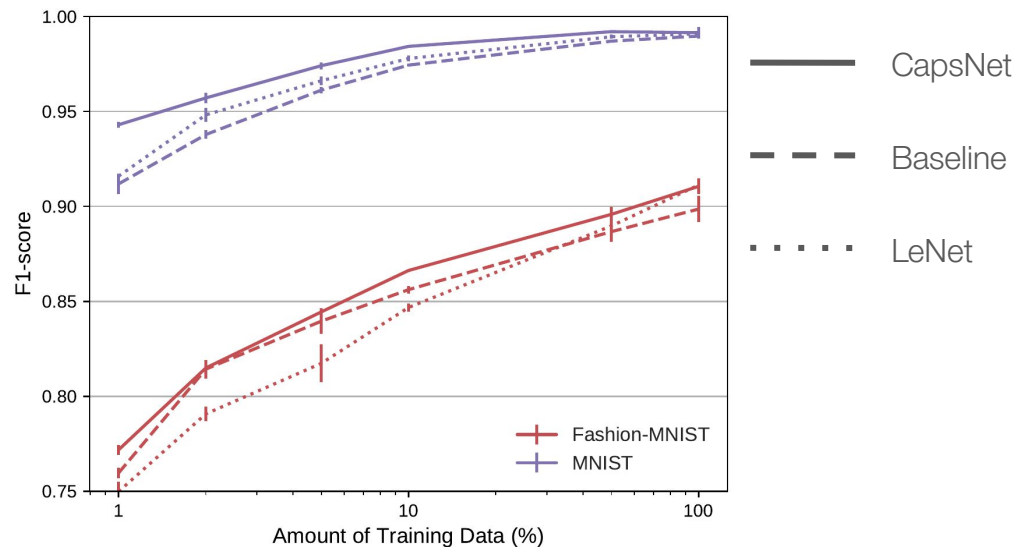 1.00
0.95
0.90
0.85
0.80
0.75
F1-score
1
10
100
Amount of Training Data (%)
Fashion-MNIST
MNIST
CapsNet
Baseline
LeNet